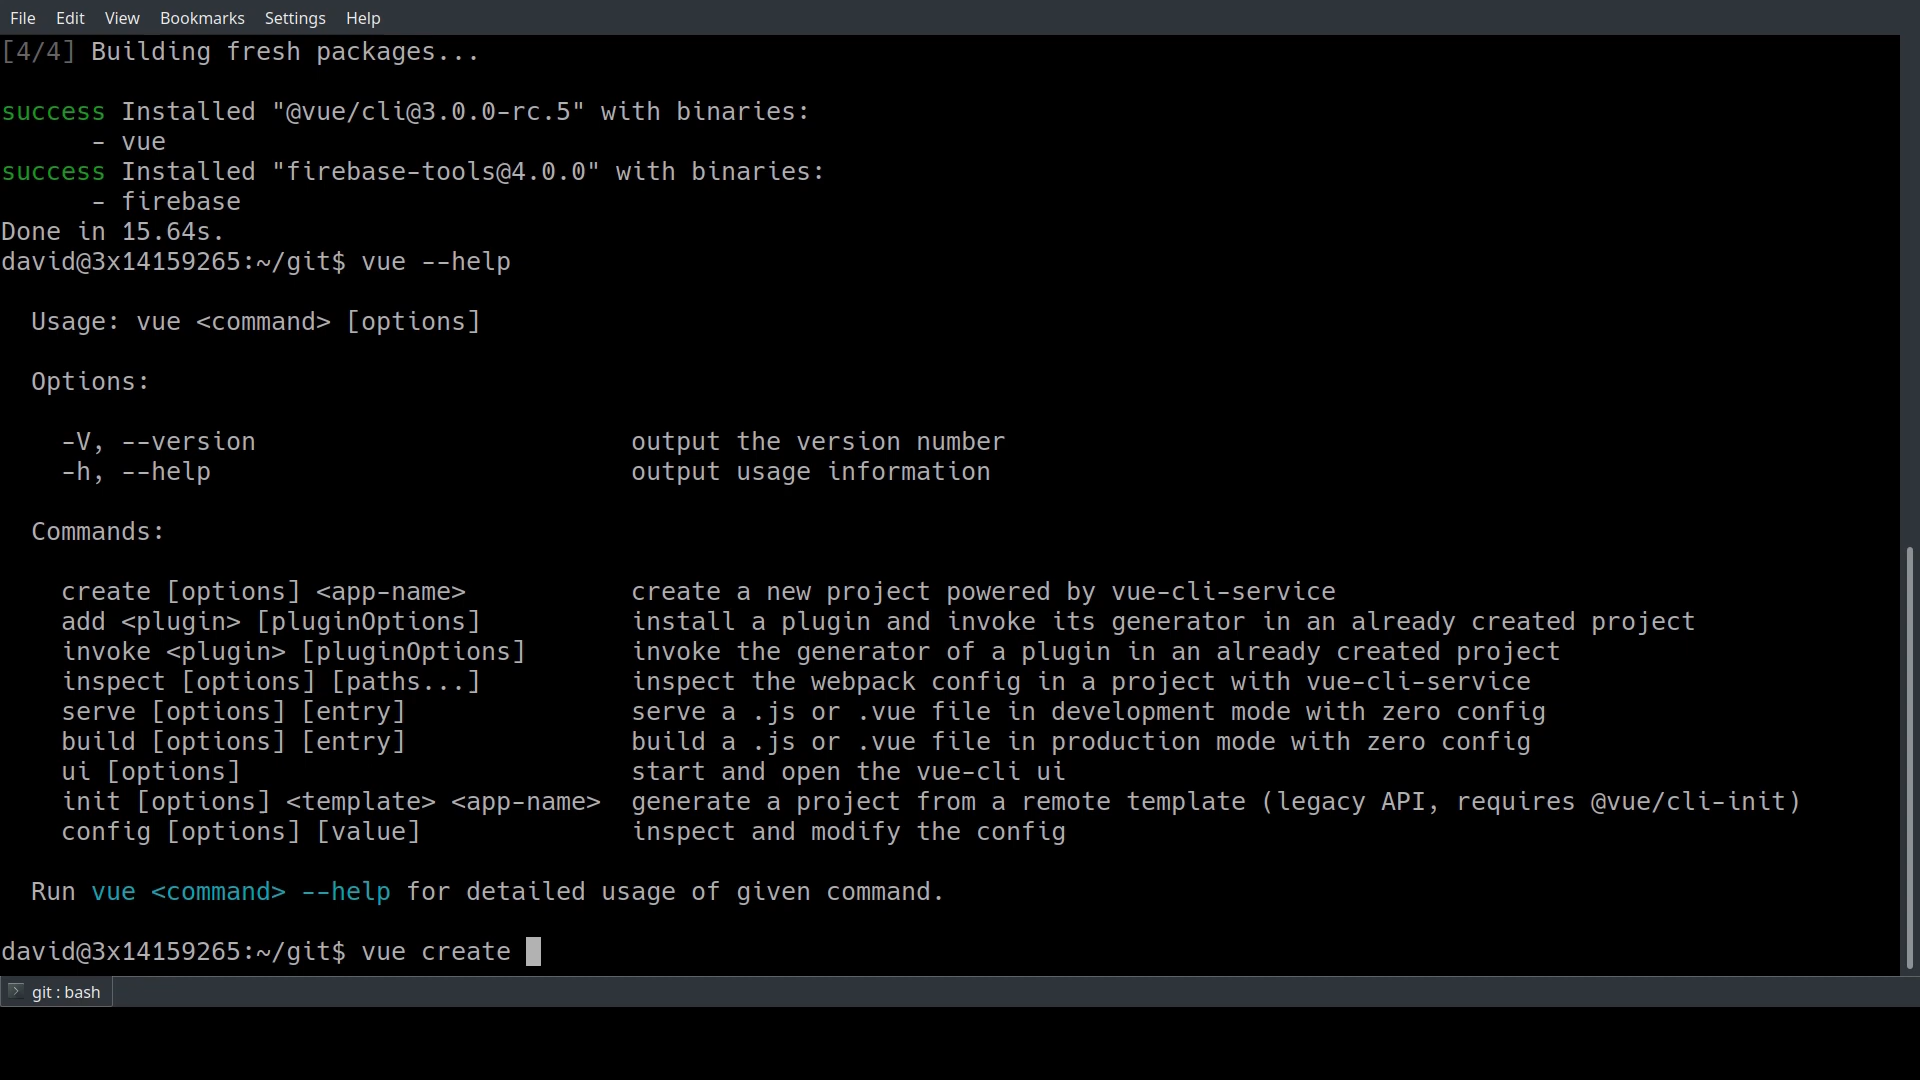 File Edit View Bookmarks Settings Help
[4/4] Building fresh packages...
success Installed "@vue/cli@3.0.0-rc.5" with binaries:
- vue
success Installed "firebase-tools@4.0.0" with binaries:
- firebase
Done in 15.64s.
david@3x14159265:~/git$ vue --help
Usage: vue <command> [options]
Options:
-V, --version output the version number
-h, --help output usage information
Commands:
create [options] <app-name> create a new project powered by vue-cli-service
add <plugin> [pluginOptions] install a plugin and invoke its generator in an already created project
invoke <plugin> [pluginOptions] invoke the generator of a plugin in an already created project
inspect [options] [paths...] inspect the webpack config in a project with vue-cli-service
serve [options] [entry] serve a .js or .vue file in development mode with zero config
build [options] [entry] build a .js or .vue file in production mode with zero config
ui [options] start and open the vue-cli ui
init [options] <template> <app-name> generate a project from a remote template (legacy API, requires @vue/cli-init)
config [options] [value] inspect and modify the config
Run vue <command> --help for detailed usage of given command.
david@3x14159265:~/git$ vue create
git : bash